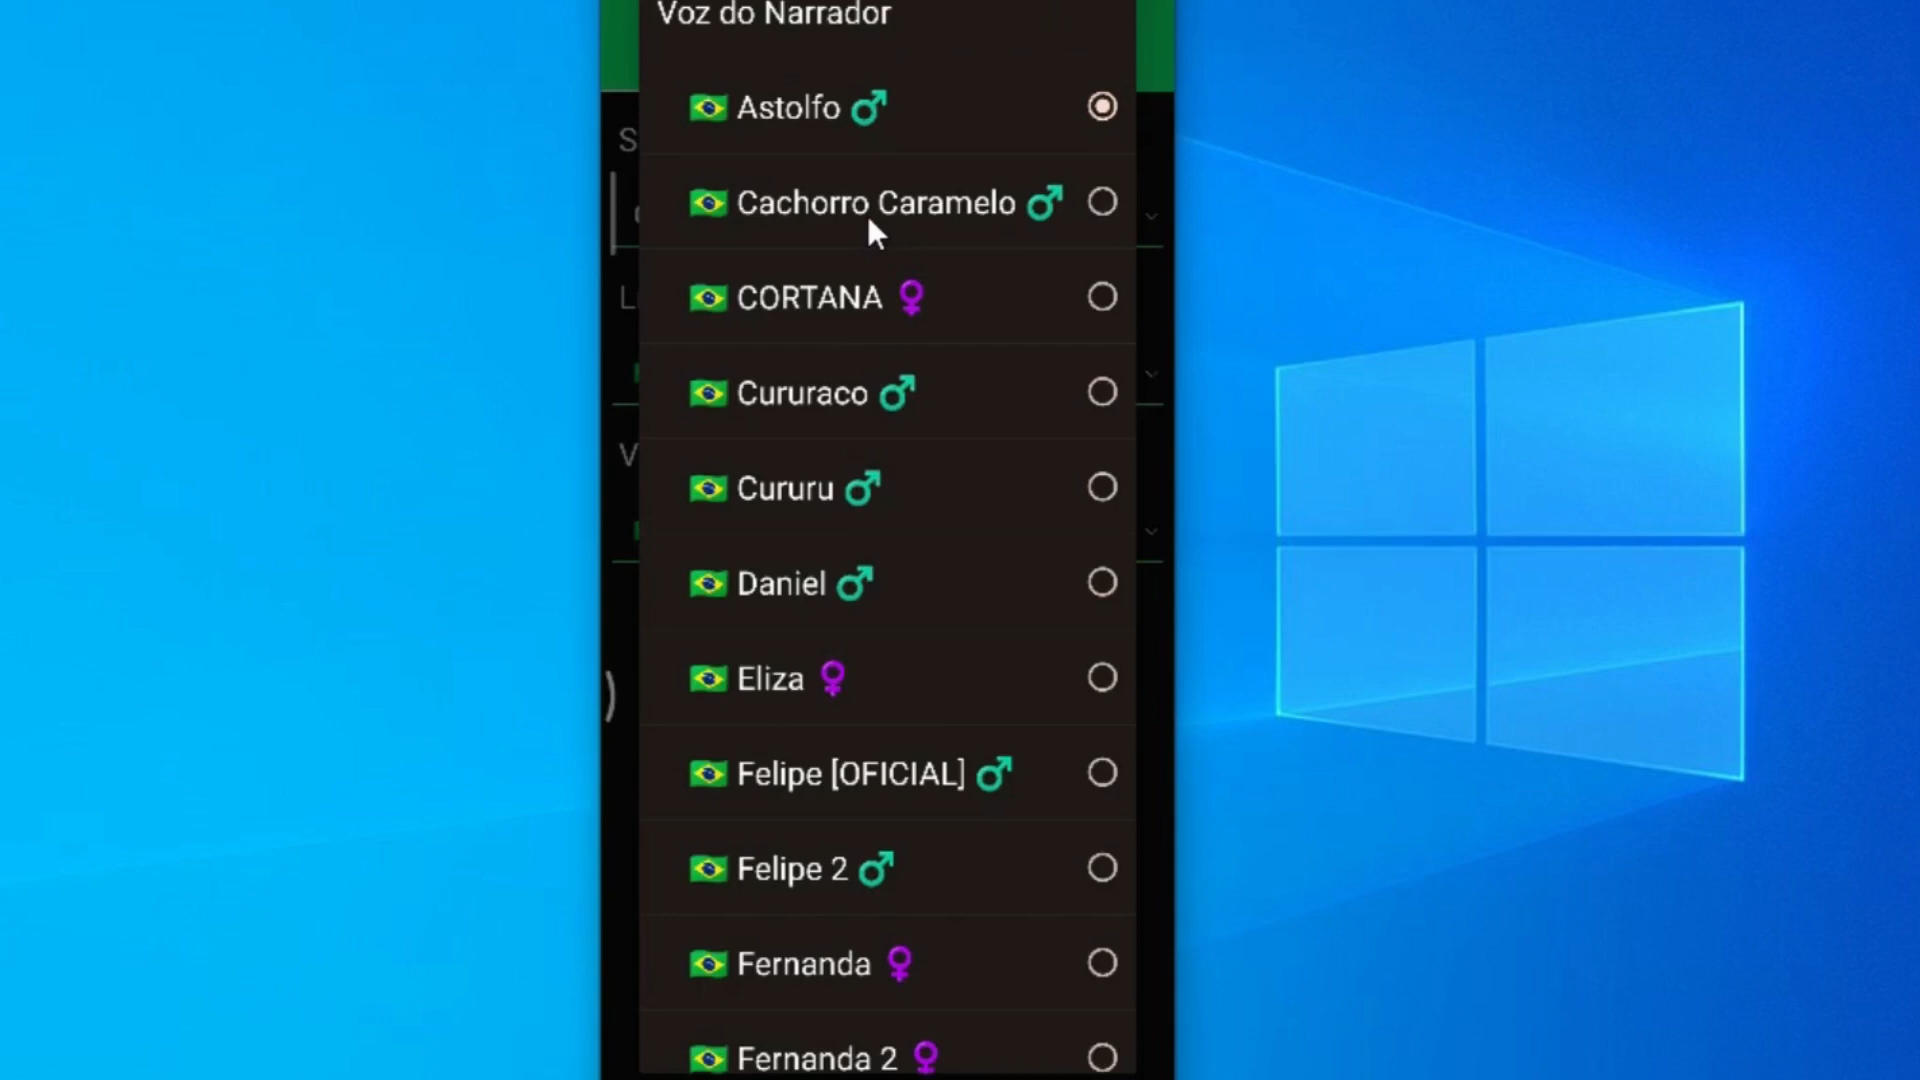 Voz do Narrador
Astolfo
Cachorro Caramelo
CORTANA
Cururaco
Cururu
Daniel
Eliza
Felipe [OFICIAL]
Felipe 2
Fernanda
Fernanda 2